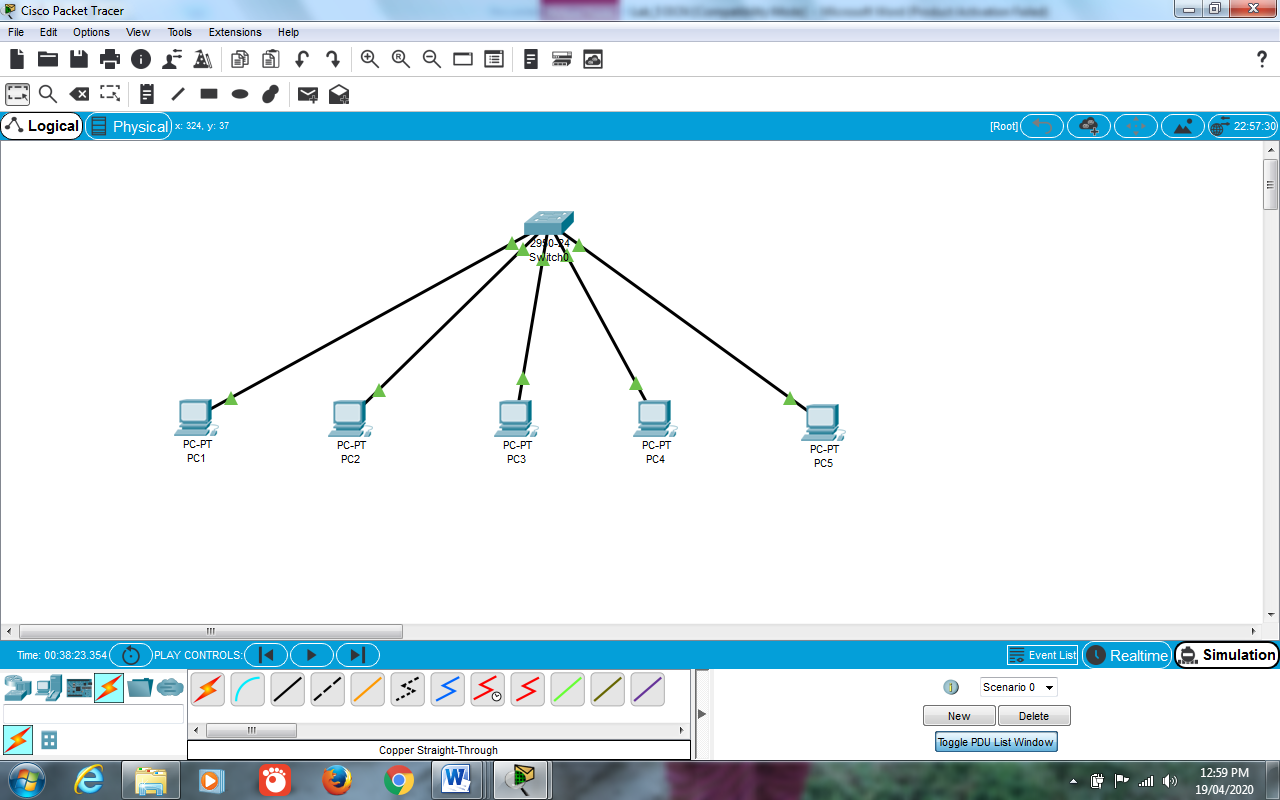 Cisco Packet Tracer
File Edit Options View Tools Extensions Help
Logical Physical x: 324, y: 37 [Root] 22:57:30
2950-24
Switch0
PC-PT
PC1
PC-PT
PC2
PC-PT
PC3
PC-PT
PC4
PC-PT
PC5
Time: 00:38:23.354 PLAY CONTROLS: Event List Realtime Simulation
Scenario 0
New Delete
Toggle PDU List Window
Copper Straight-Through
12:59 PM
19/04/2020